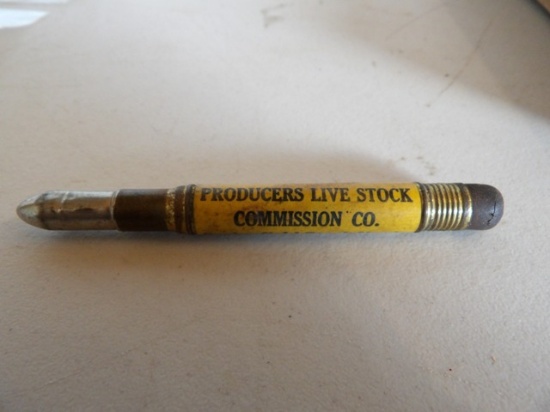 PRODUCERS LIVE STOCK
COMMISSION CO.